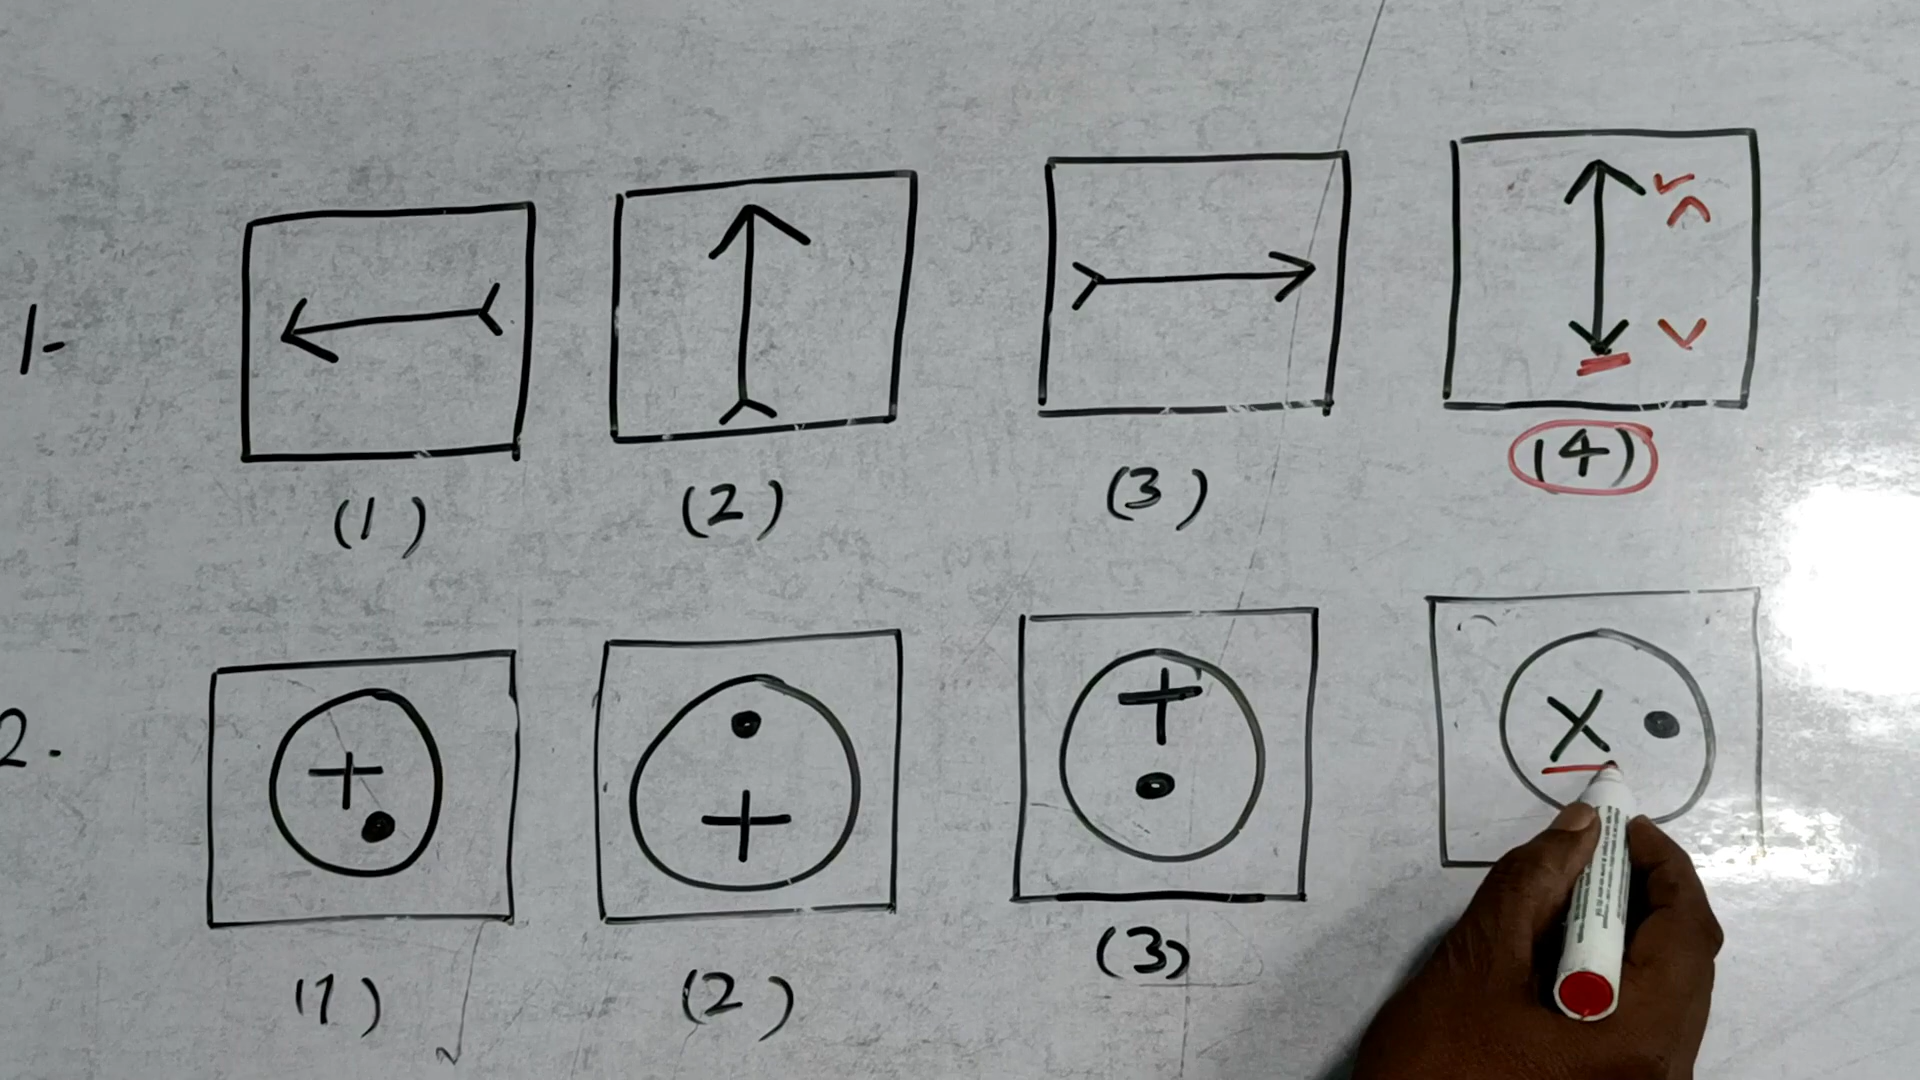 1-
(1) (2) (3) (4)
2-
+ + + X
(1) (2) (3)